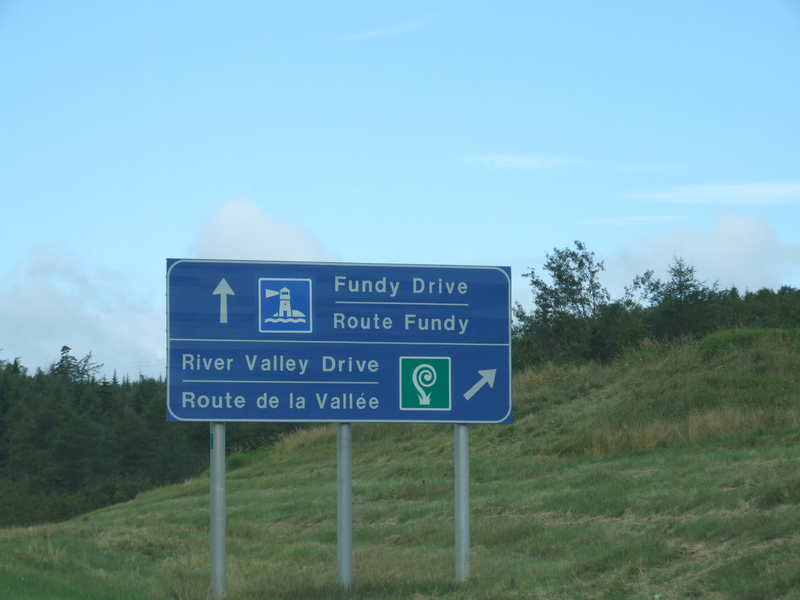 Fundy Drive
Route Fundy
River Valley Drive
Route de la Vallée